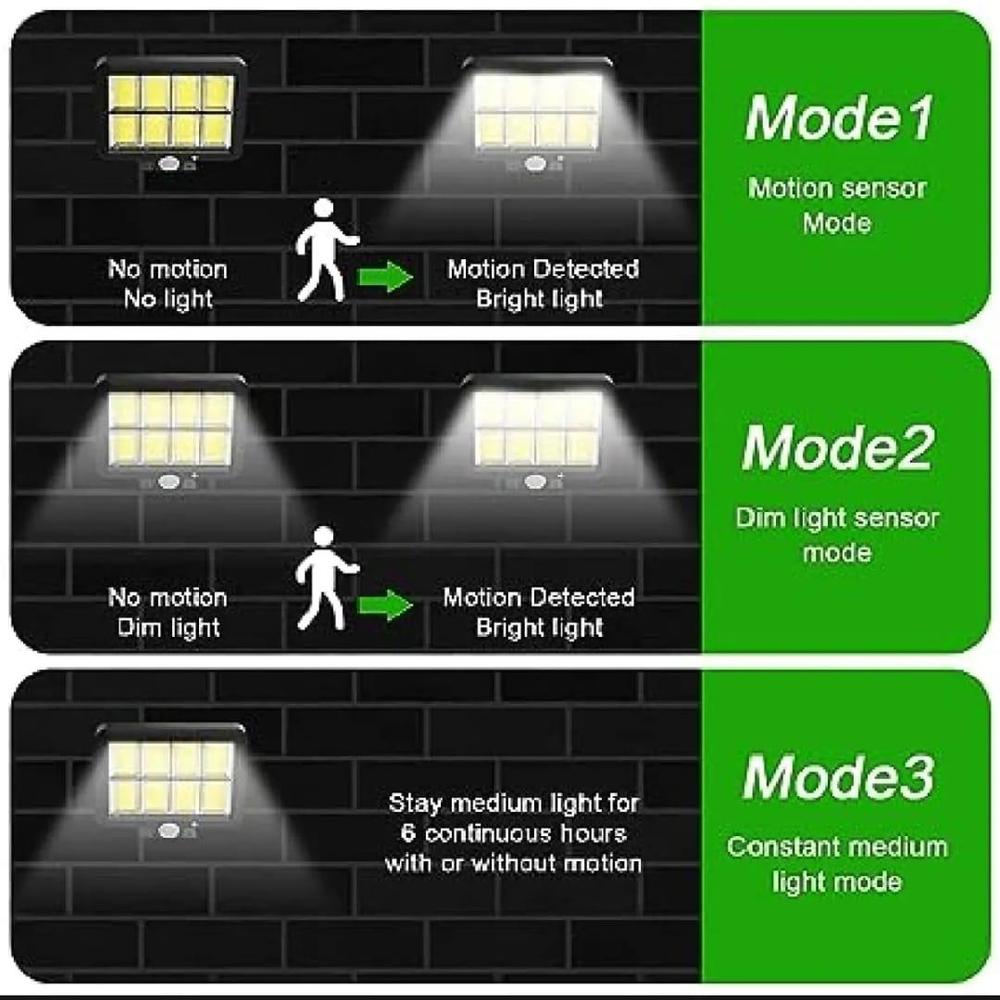 No motion
No light
Motion Detected
Bright light
Mode1
Motion sensor
Mode
No motion
Dim light
Motion Detected
Bright light
Mode2
Dim light sensor
mode
Stay medium light for
6 continuous hours
with or without motion
Mode3
Constant medium
light mode